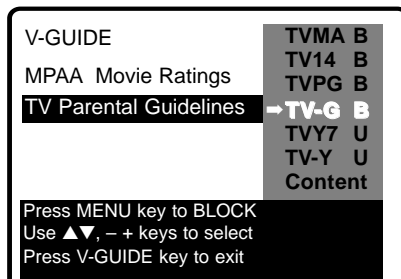 V-GUIDE
MPAA Movie Ratings
TV Parental Guidelines
TVMA B
TV14 B
TVPG B
➡TV-G B
TVY7 U
TV-Y U
Content
Press MENU key to BLOCK
Use ▲▼, – + keys to select
Press V-GUIDE key to exit